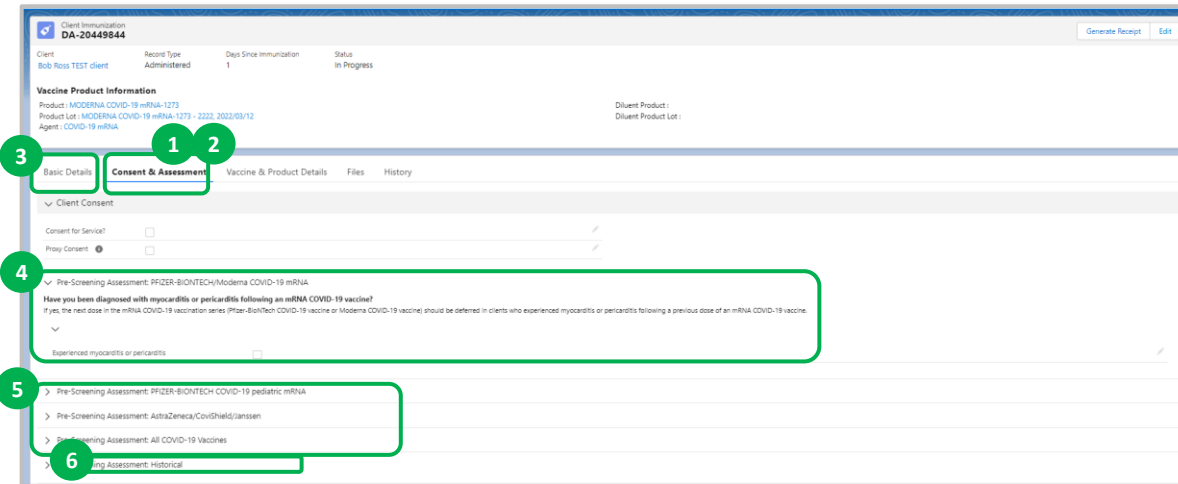 Client Immunization
DA-20449844
Generate Receipt Edit
Client Record Type Days Since Immunization Status
Bob Ross TEST client Administered 1 In Progress
Vaccine Product Information
Product : MODERNA COVID-19 mRNA-1273 Diluent Product :
Product Lot : MODERNA COVID-19 mRNA-1273 - 2222, 2022/03/12 Diluent Product Lot :
Agent : COVID-19 mRNA
1 2
3
Basic Details Consent & Assessment Vaccine & Product Details Files History
Client Consent
Consent for Service?
Proxy Consent
4
Pre-Screening Assessment: PFIZER-BIONTECH/Moderna COVID-19 mRNA
Have you been diagnosed with myocarditis or pericarditis following an mRNA COVID-19 vaccine?
If yes, the next dose in the mRNA COVID-19 vaccination series (Pfizer-BioNTech COVID-19 vaccine or Moderna COVID-19 vaccine) should be deferred in clients who experienced myocarditis or pericarditis following a previous dose of an mRNA COVID-19 vaccine.
Experienced myocarditis or pericarditis
5
Pre-Screening Assessment: PFIZER-BIONTECH COVID-19 pediatric mRNA
Pre-Screening Assessment: AstraZeneca/CoviShield/Janssen
Assessment: All COVID-19 Vaccines
6
Assessment: Historical